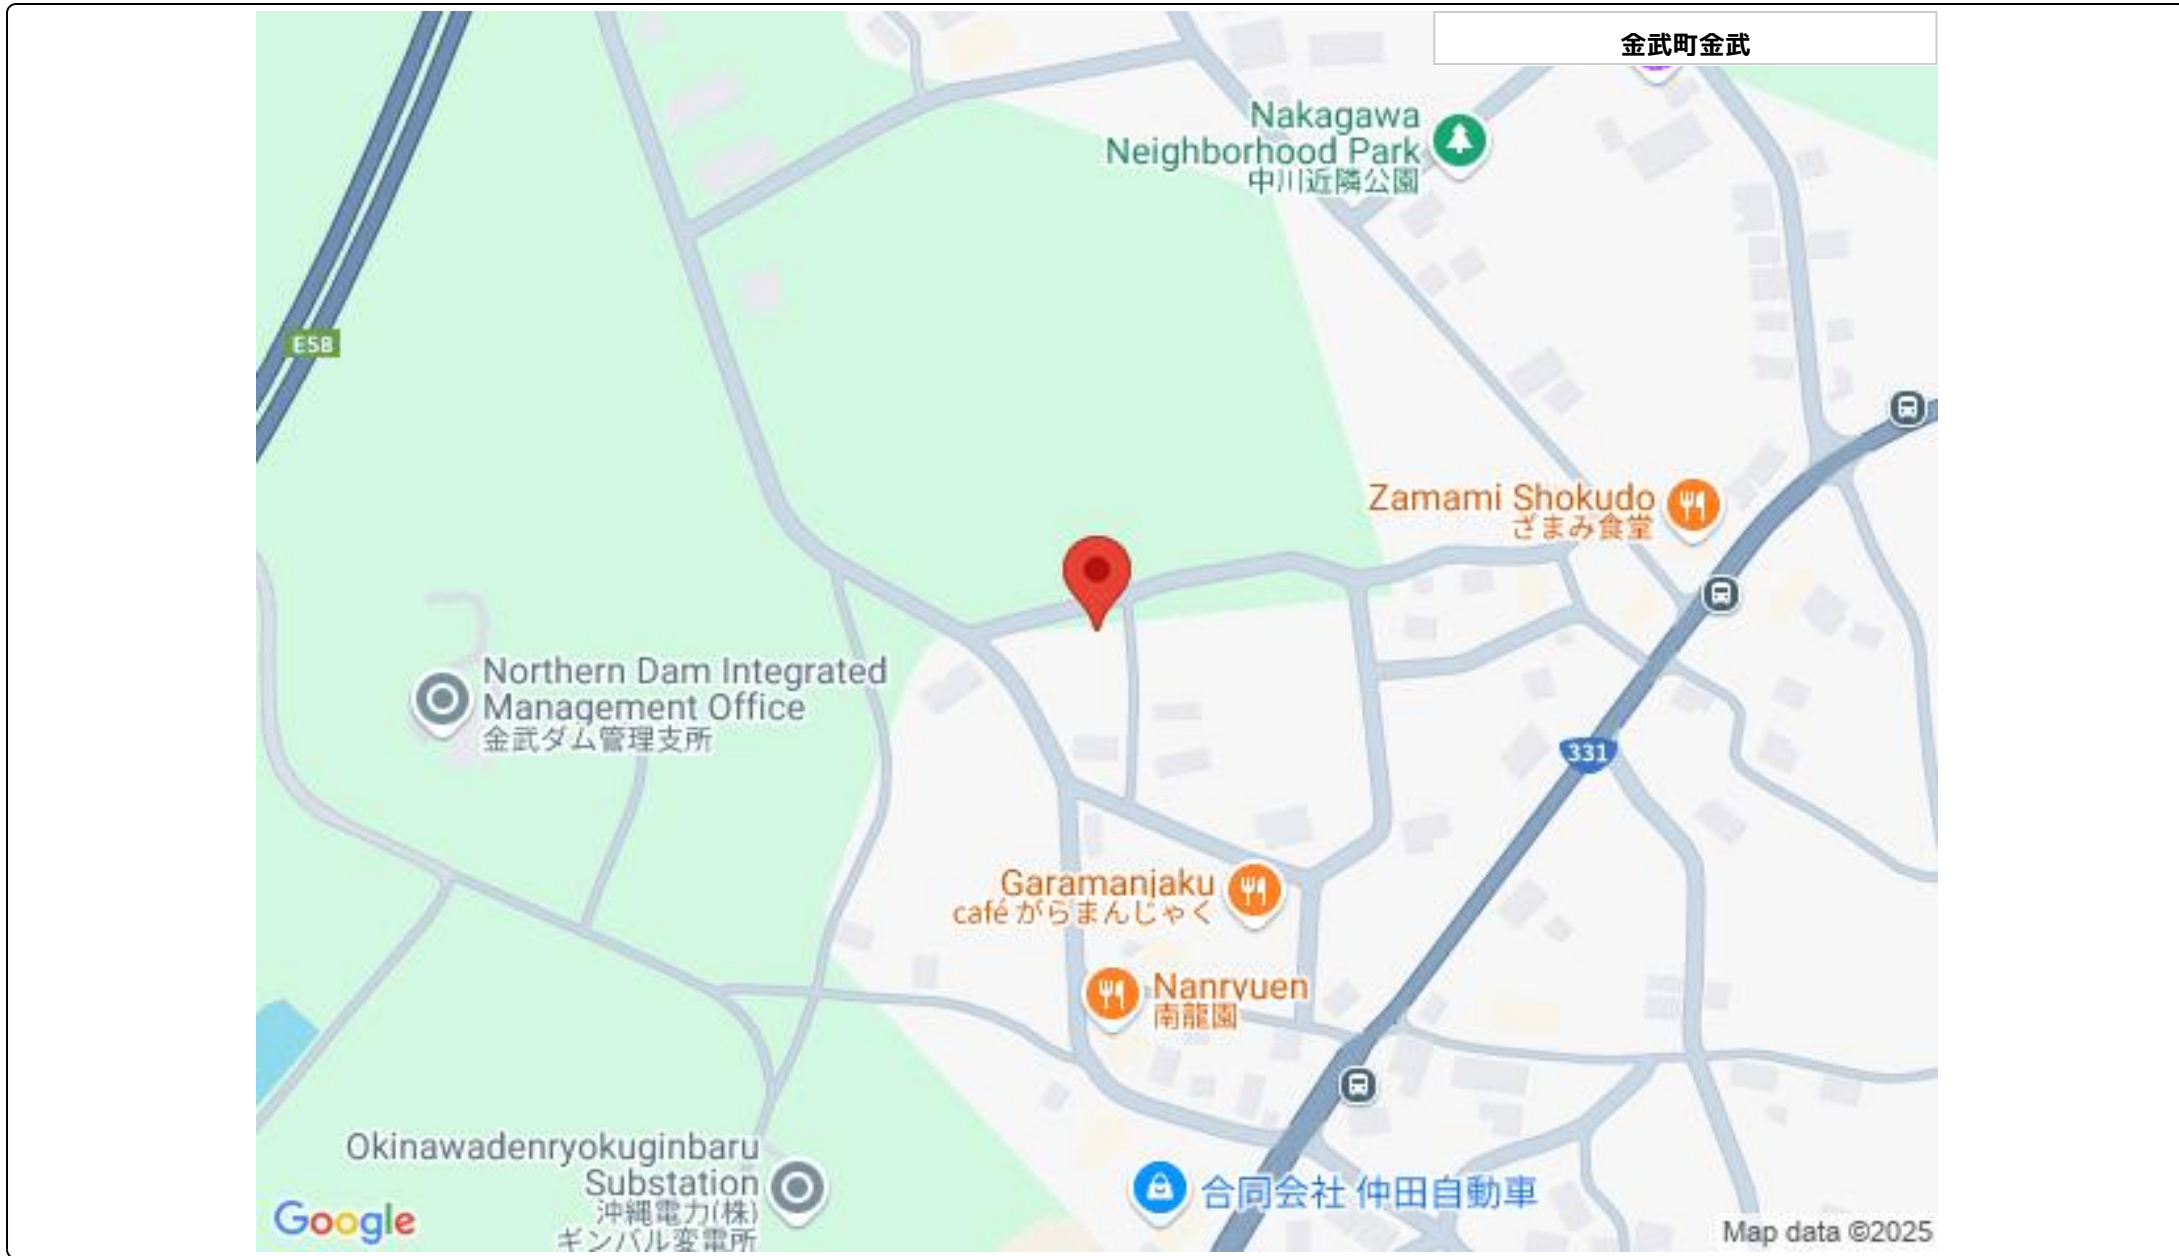 金武町金武
Nakagawa
Neighborhood Park
中川近隣公園
E58
Zamami Shokudo
ざまみ食堂
Northern Dam Integrated
Management Office
金武ダム管理支所
331
Garamanjaku
café がらまんじゃく
Nanryuen
南龍園
Okinawadenryokuginbaru
Substation
沖縄電力(株)
ギンバル変電所
合同会社 仲田自動車
Google
Map data ©2025